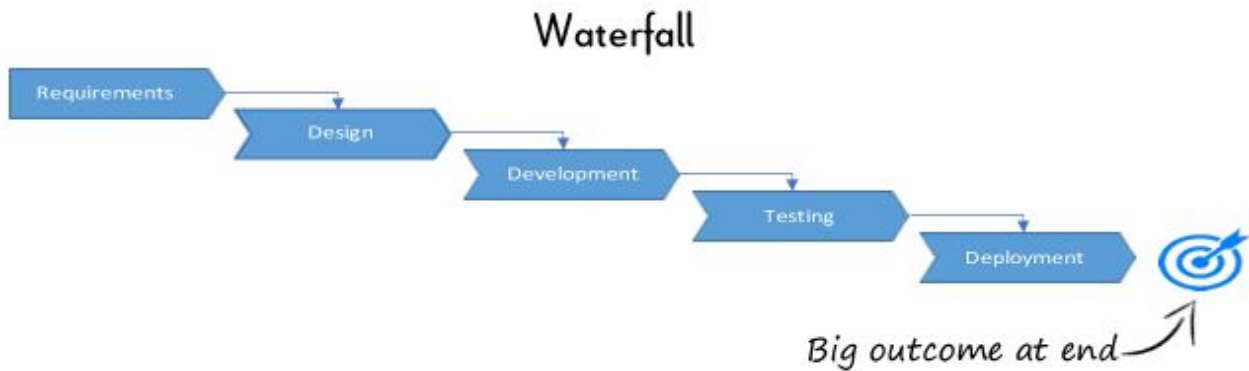 Waterfall
Requirements
Design
Development
Testing
Deployment
Big outcome at end